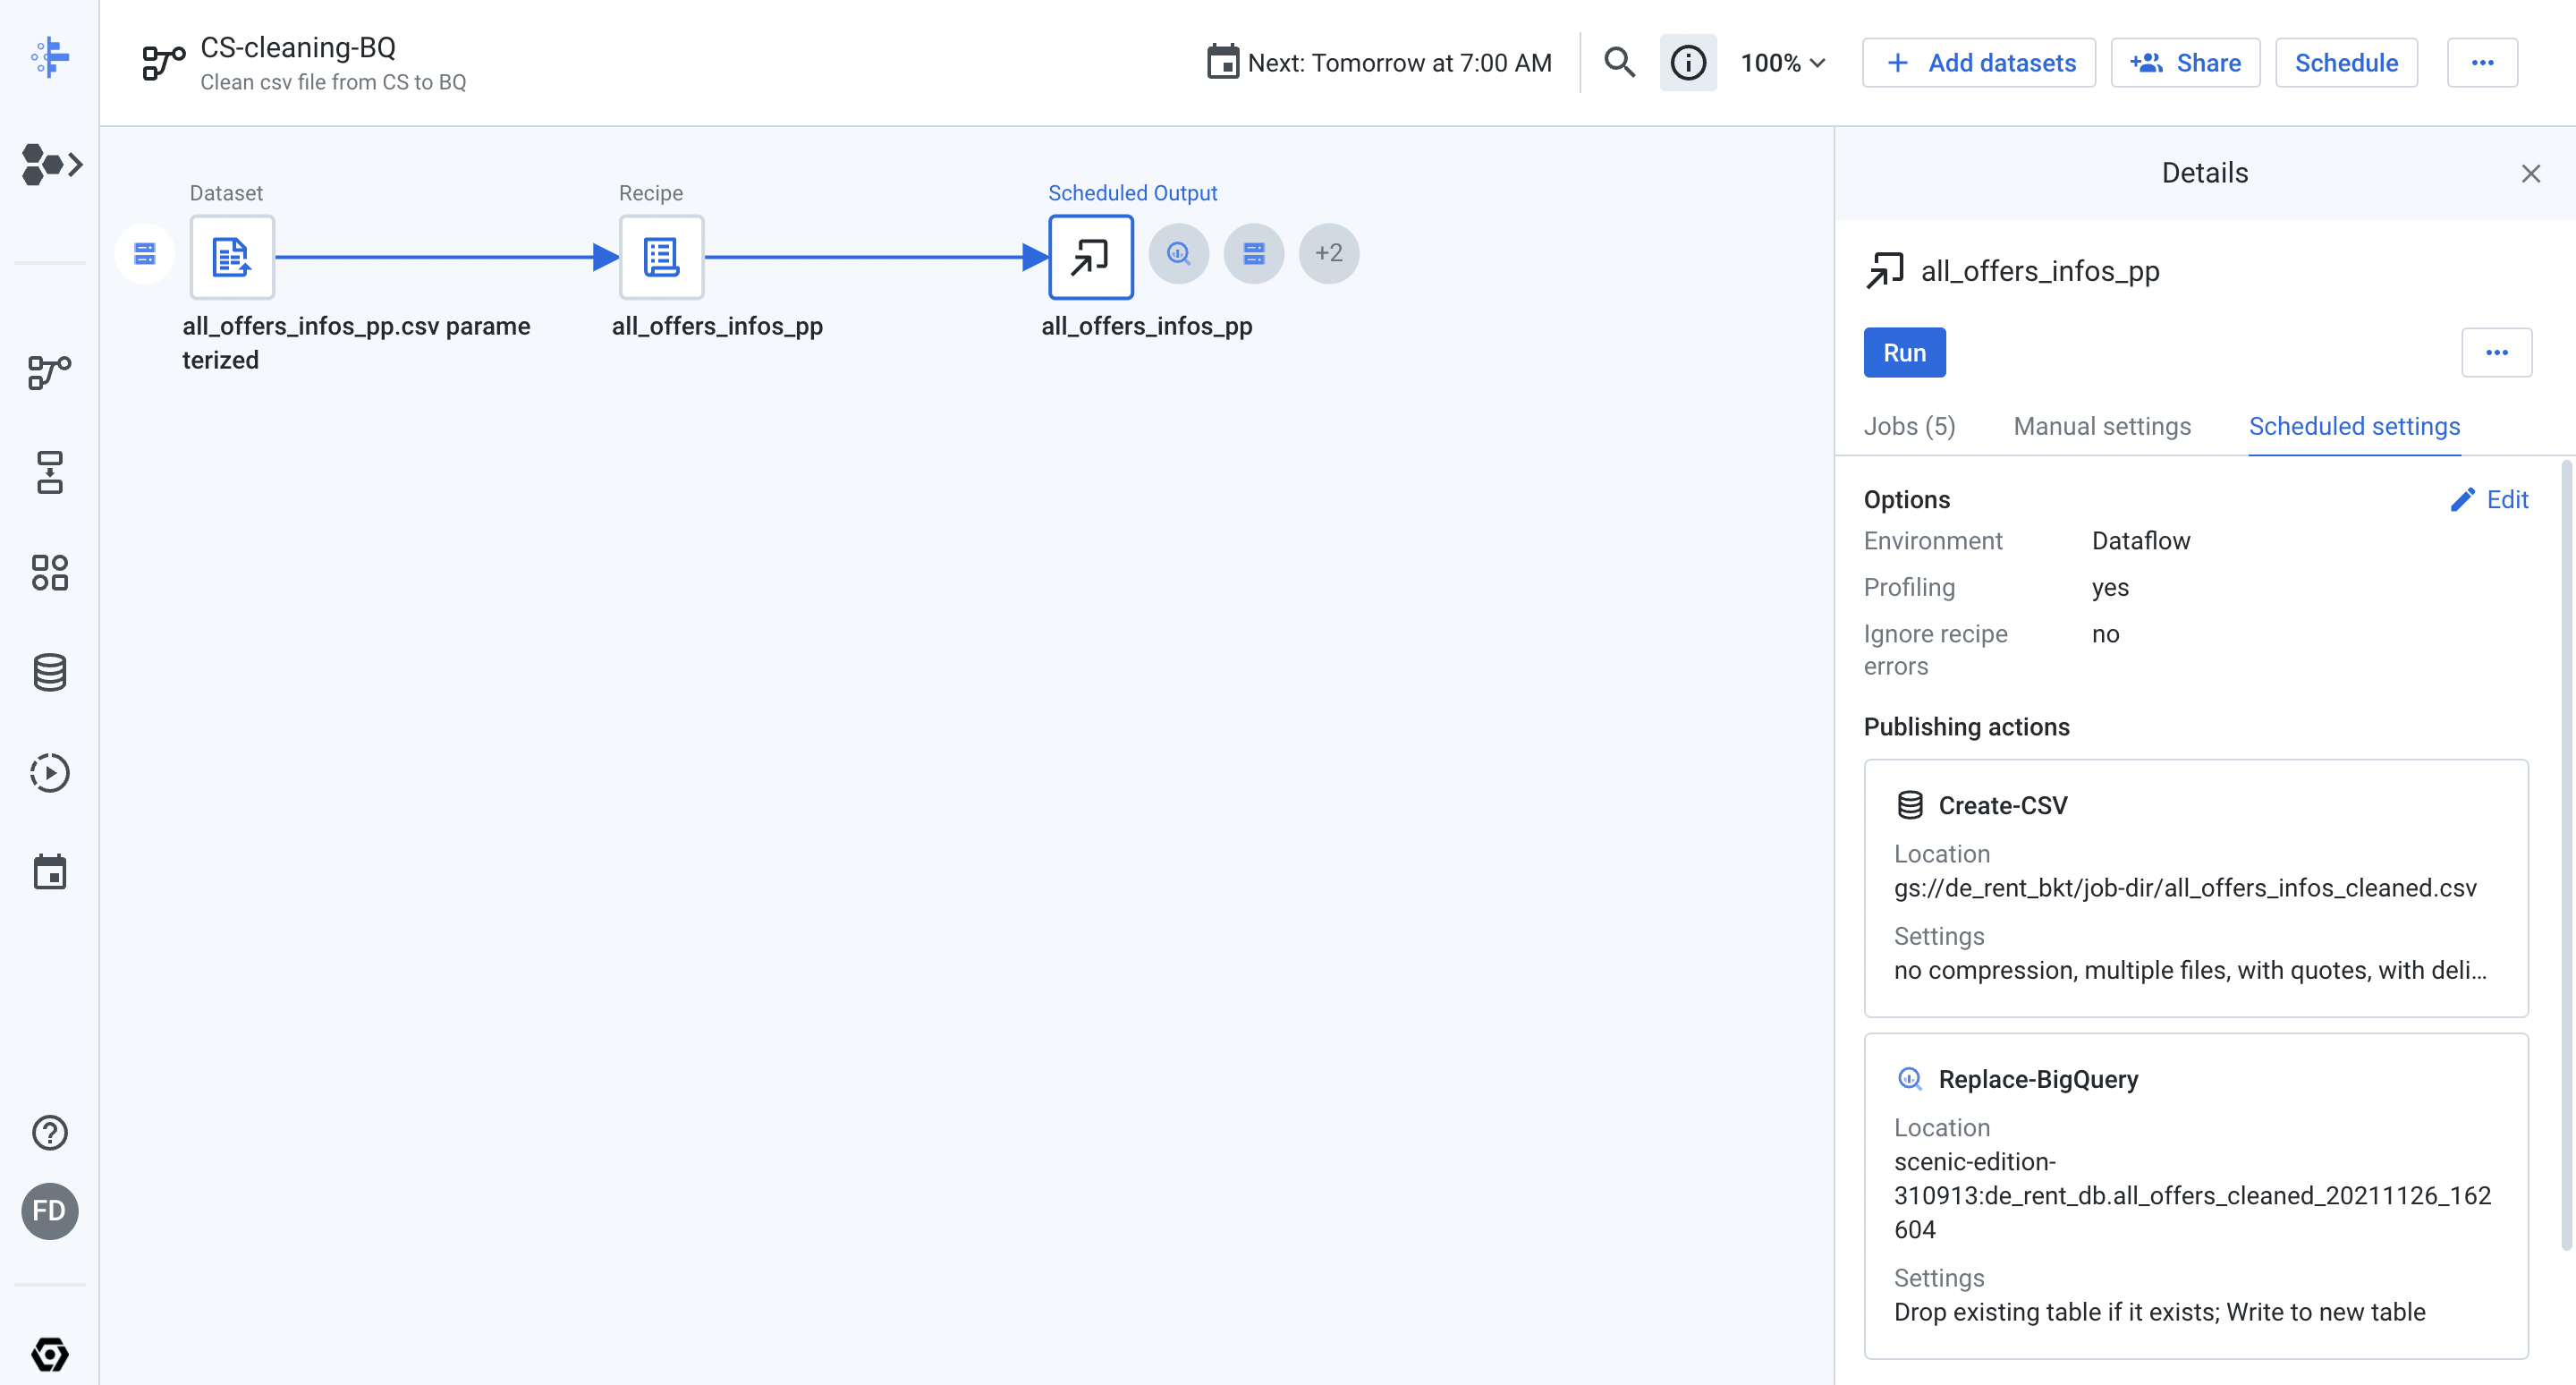 CS-cleaning-BQ
Clean csv file from CS to BQ
Next: Tomorrow at 7:00 AM
100%
Add datasets
Share
Schedule
Dataset
Recipe
Scheduled Output
+2
all_offers_infos_pp.csv parame
terized
all_offers_infos_pp
all_offers_infos_pp
Details
all_offers_infos_pp
Run
Jobs (5)
Manual settings
Scheduled settings
Options
Edit
Environment
Dataflow
Profiling
yes
Ignore recipe
errors
no
Publishing actions
Create-CSV
Location
gs://de_rent_bkt/job-dir/all_offers_infos_cleaned.csv
Settings
no compression, multiple files, with quotes, with deli...
Replace-BigQuery
Location
scenic-edition-
310913:de_rent_db.all_offers_cleaned_20211126_162
604
Settings
Drop existing table if it exists; Write to new table
FD